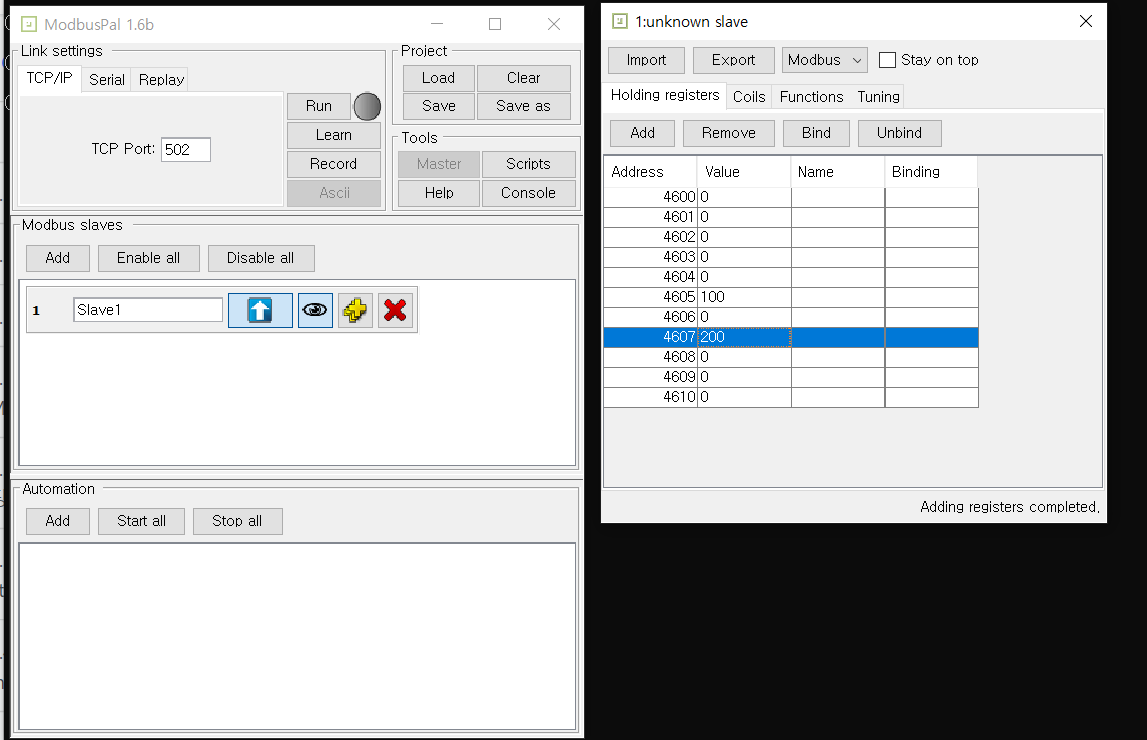 ModbusPal 1.6b
Link settings
TCP/IP Serial Replay
TCP Port: 502
Run
Learn
Record
Ascii
Project
Load Clear
Save Save as
Tools
Master Scripts
Help Console
Modbus slaves
Add Enable all Disable all
1 Slave1
Automation
Add Start all Stop all
1:unknown slave
Import Export Modbus Stay on top
Holding registers Coils Functions Tuning
Add Remove Bind Unbind
Address Value Name Binding
4600 0
4601 0
4602 0
4603 0
4604 0
4605 100
4606 0
4607 200
4608 0
4609 0
4610 0
Adding registers completed.